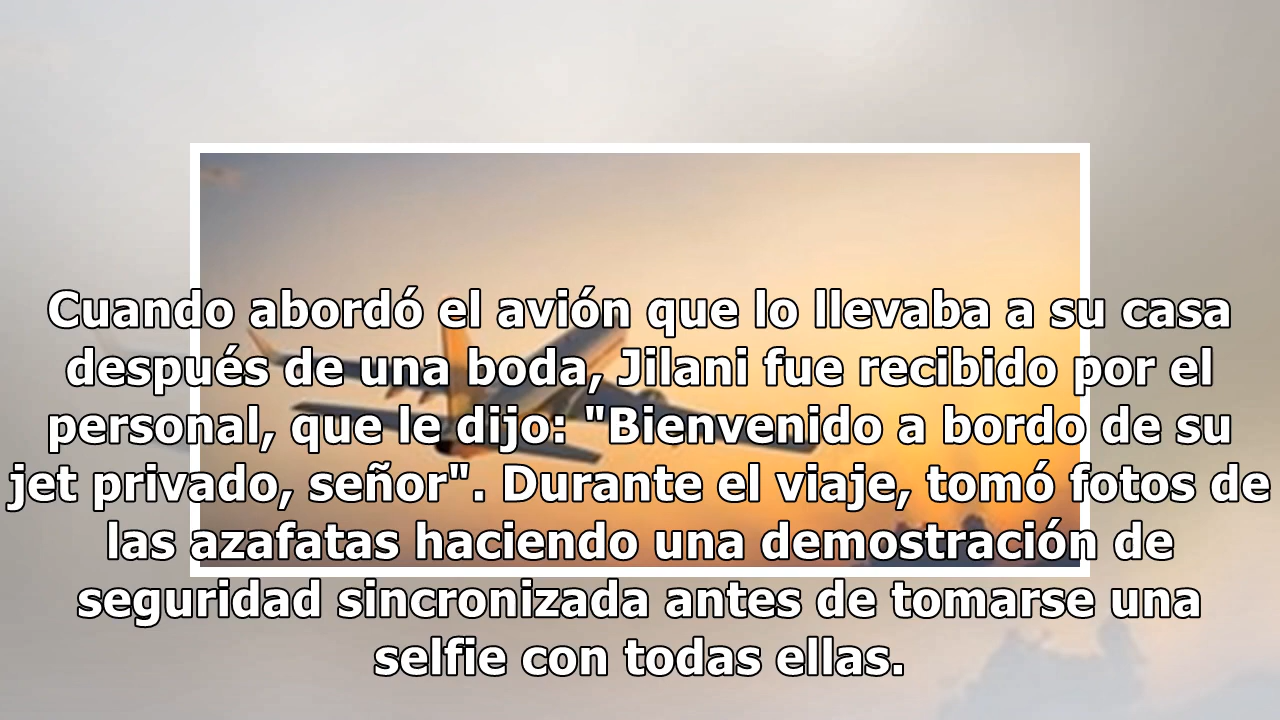 Cuando abordó el avión que lo llevaba a su casa
después de una boda, Jilani fue recibido por el
personal, que le dijo: "Bienvenido a bordo de su
jet privado, señor". Durante el viaje, tomó fotos de
las azafatas haciendo una demostración de
seguridad sincronizada antes de tomarse una
selfie con todas ellas.